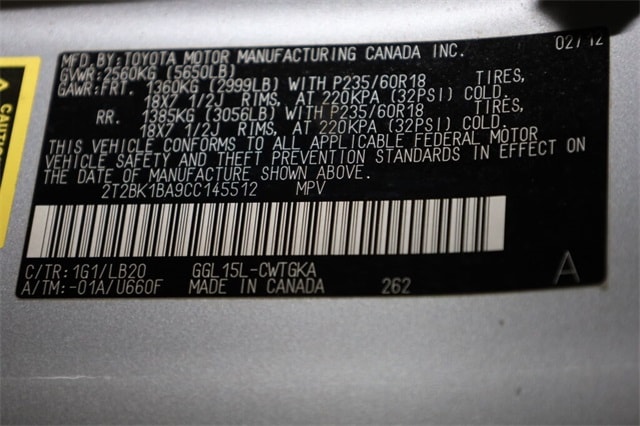 MFD. BY: TOYOTA MOTOR MANUFACTURING CANADA INC. 02/12
GVWR: 2560KG (5650LB)
GAWR: FRT. 1360KG (2999LB) WITH P235/60R18 TIRES,
18X7 1/2J RIMS, AT 220KPA (32PSI) COLD.
RR. 1385KG (3056LB) WITH P235/60R18 TIRES,
18X7 1/2J RIMS, AT 220KPA (32PSI) COLD.
THIS VEHICLE CONFORMS TO ALL APPLICABLE FEDERAL MOTOR
VEHICLE SAFETY AND THEFT PREVENTION STANDARDS IN EFFECT ON
THE DATE OF MANUFACTURE SHOWN ABOVE.
2T2BK1BA9CC145512 MPV
C/TR: 1G1/LB20 GGL15L-CWTGKA
A/TM: -01A/U660F MADE IN CANADA 262 A